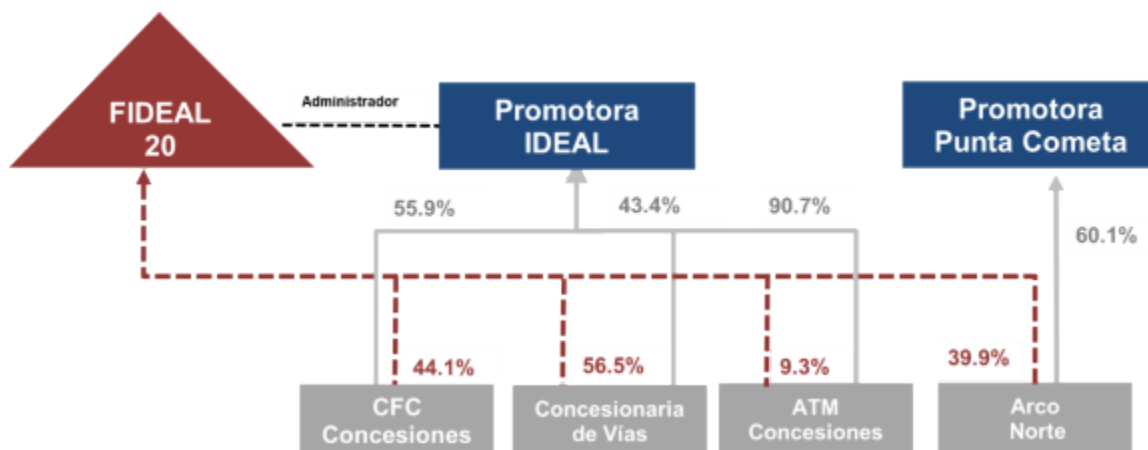 FIDEAL
20
Administrador
Promotora
IDEAL
Promotora
Punta Cometa
55.9%
43.4%
90.7%
60.1%
44.1%
56.5%
9.3%
39.9%
CFC
Concesiones
Concesionaria
de Vías
ATM
Concesiones
Arco
Norte